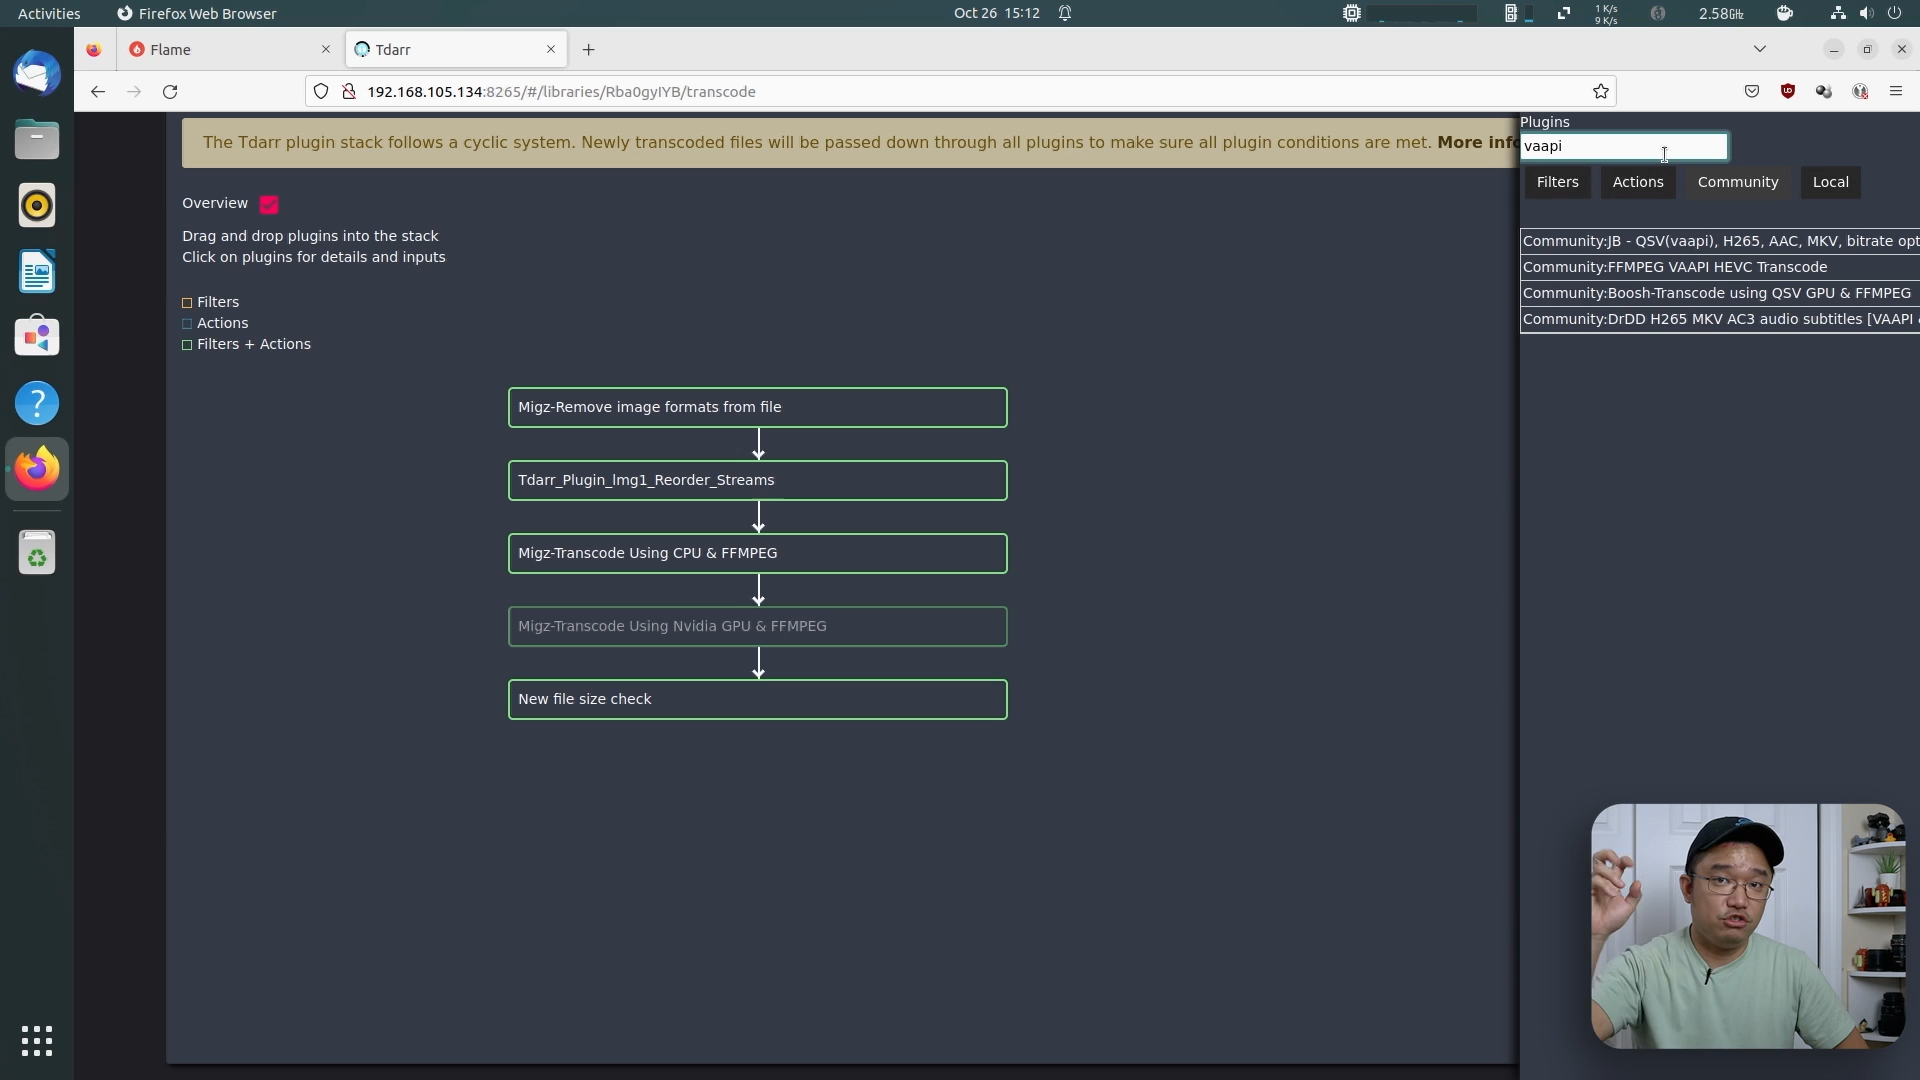 Activities
Firefox Web Browser
Oct 26 15:12
1 K/s
9 K/s
2.58GHz
Flame
Tdarr
192.168.105.134:8265/#/libraries/Rba0gyIYB/transcode
The Tdarr plugin stack follows a cyclic system. Newly transcoded files will be passed down through all plugins to make sure all plugin conditions are met. More info
Overview
Drag and drop plugins into the stack
Click on plugins for details and inputs
Filters
Actions
Filters + Actions
Migz-Remove image formats from file
Tdarr_Plugin_lmg1_Reorder_Streams
Migz-Transcode Using CPU & FFMPEG
Migz-Transcode Using Nvidia GPU & FFMPEG
New file size check
Plugins
vaapi
Filters
Actions
Community
Local
Community:JB - QSV(vaapi), H265, AAC, MKV, bitrate opt
Community:FFMPEG VAAPI HEVC Transcode
Community:Boosh-Transcode using QSV GPU & FFMPEG
Community:DrDD H265 MKV AC3 audio subtitles [VAAPI